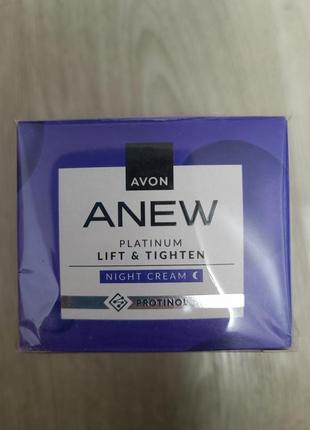 AVON
ANEW
PLATINUM
LIFT & TIGHTEN
NIGHT CREAM
PROTINOL